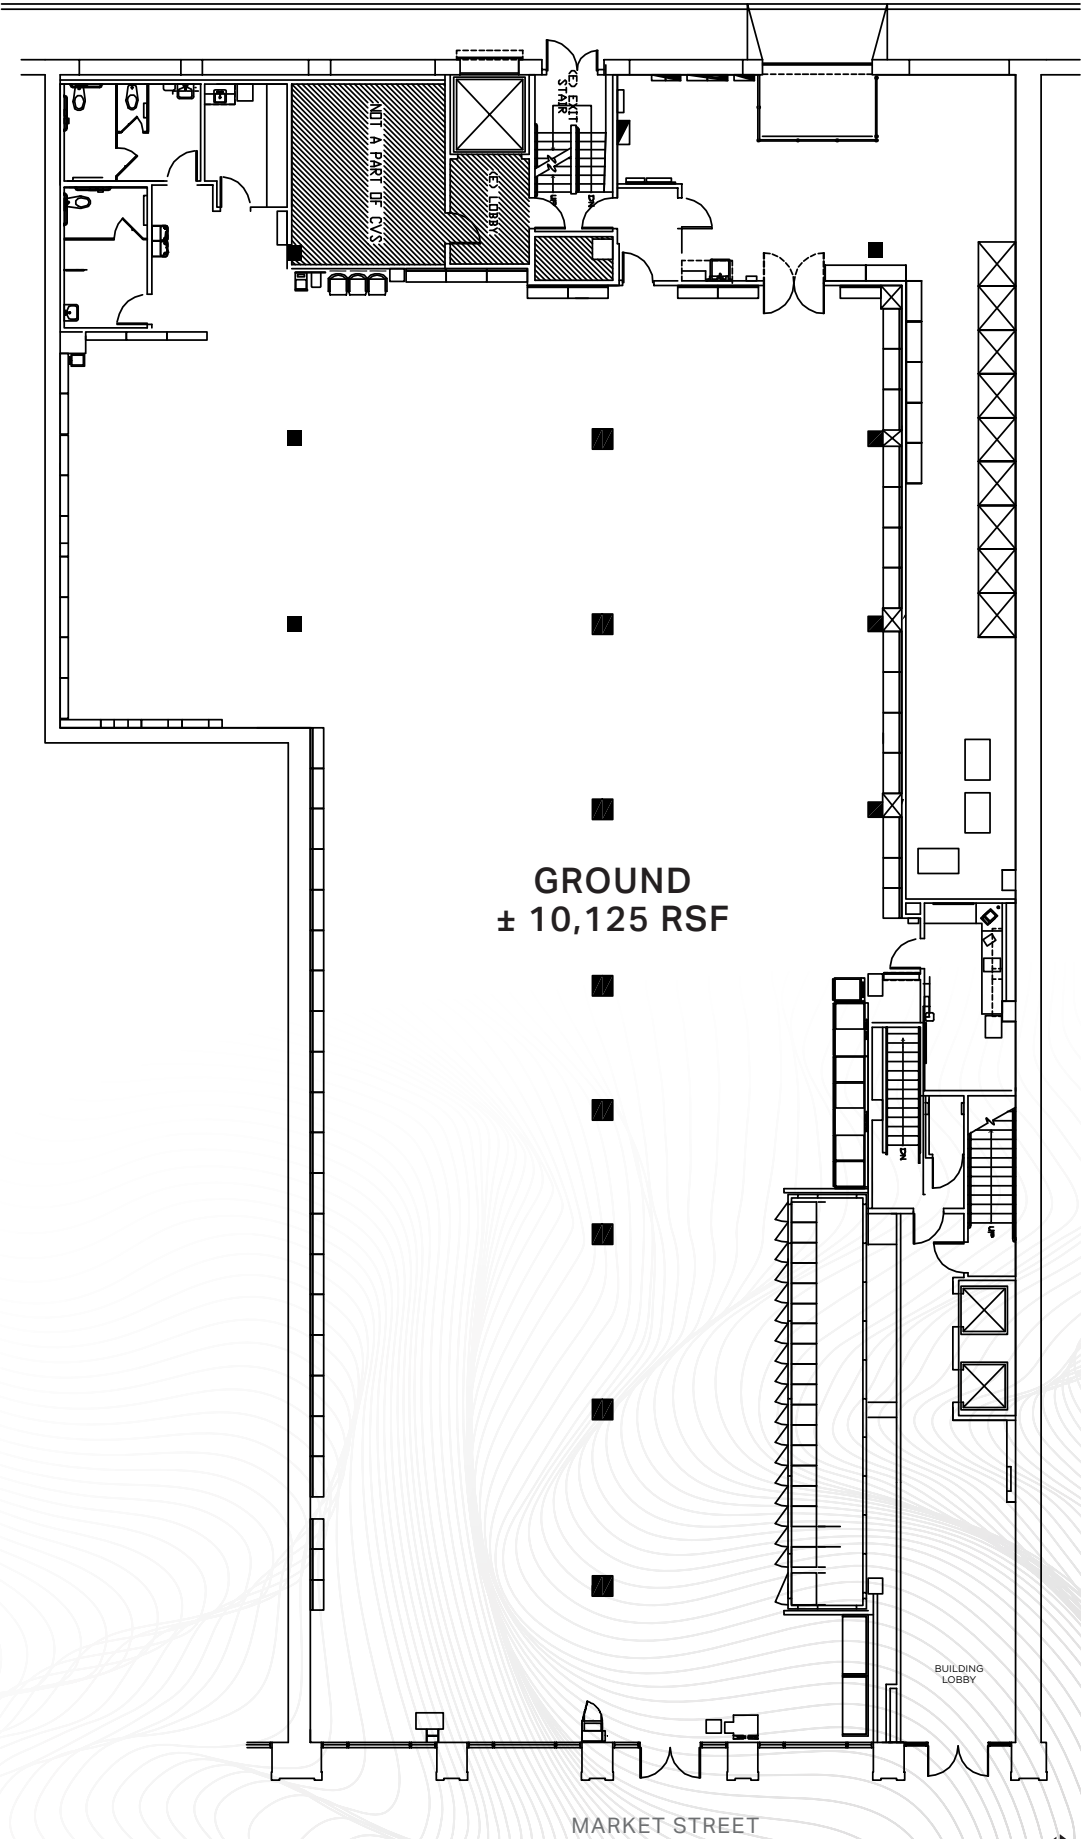 (E) EXIT
STAIR
NOT A PART OF CVS
(E) LOBBY
UP
DN
GROUND
± 10,125 RSF
DN
UP
BUILDING
LOBBY
MARKET STREET